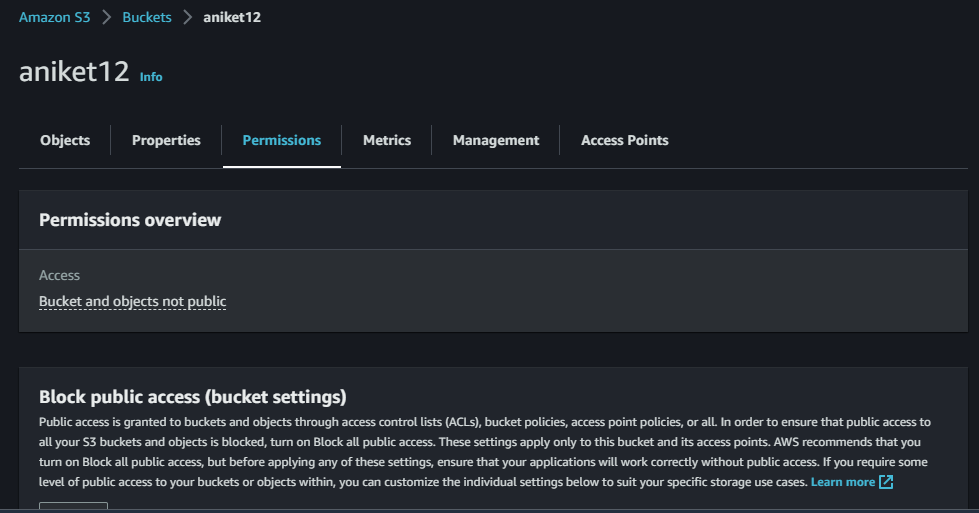 Amazon S3 > Buckets > aniket12
aniket12 Info
Objects Properties Permissions Metrics Management Access Points
Permissions overview
Access
Bucket and objects not public
Block public access (bucket settings)
Public access is granted to buckets and objects through access control lists (ACLs), bucket policies, access point policies, or all. In order to ensure that public access to
all your S3 buckets and objects is blocked, turn on Block all public access. These settings apply only to this bucket and its access points. AWS recommends that you
turn on Block all public access, but before applying any of these settings, ensure that your applications will work correctly without public access. If you require some
level of public access to your buckets or objects within, you can customize the individual settings below to suit your specific storage use cases. Learn more